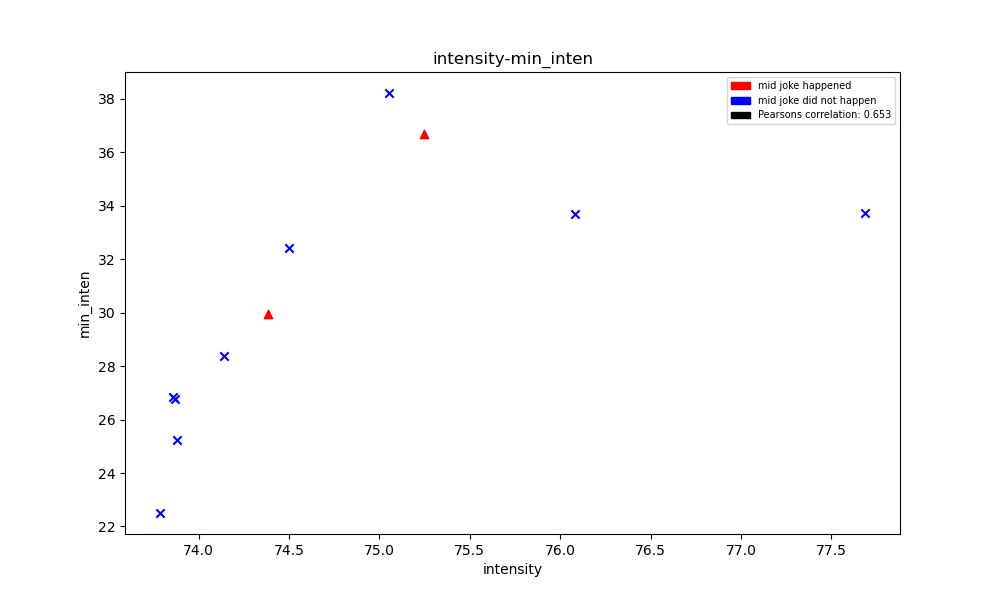 intensity-min_inten
mid joke happened
mid joke did not happen
Pearsons correlation: 0.653
38
36
34
32
30
28
26
24
22
min_inten
74.0 74.5 75.0 75.5 76.0 76.5 77.0 77.5
intensity